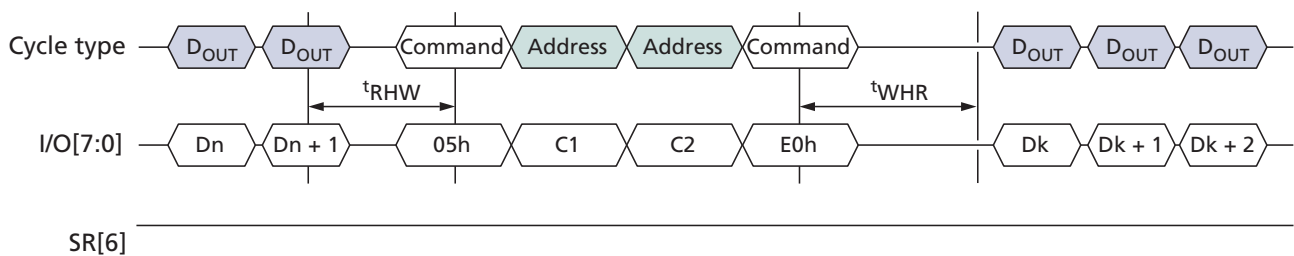 Cycle type DOUT DOUT Command Address Address Command DOUT DOUT DOUT
tRHW tWHR
I/O[7:0] Dn Dn + 1 05h C1 C2 E0h Dk Dk + 1 Dk + 2
SR[6]